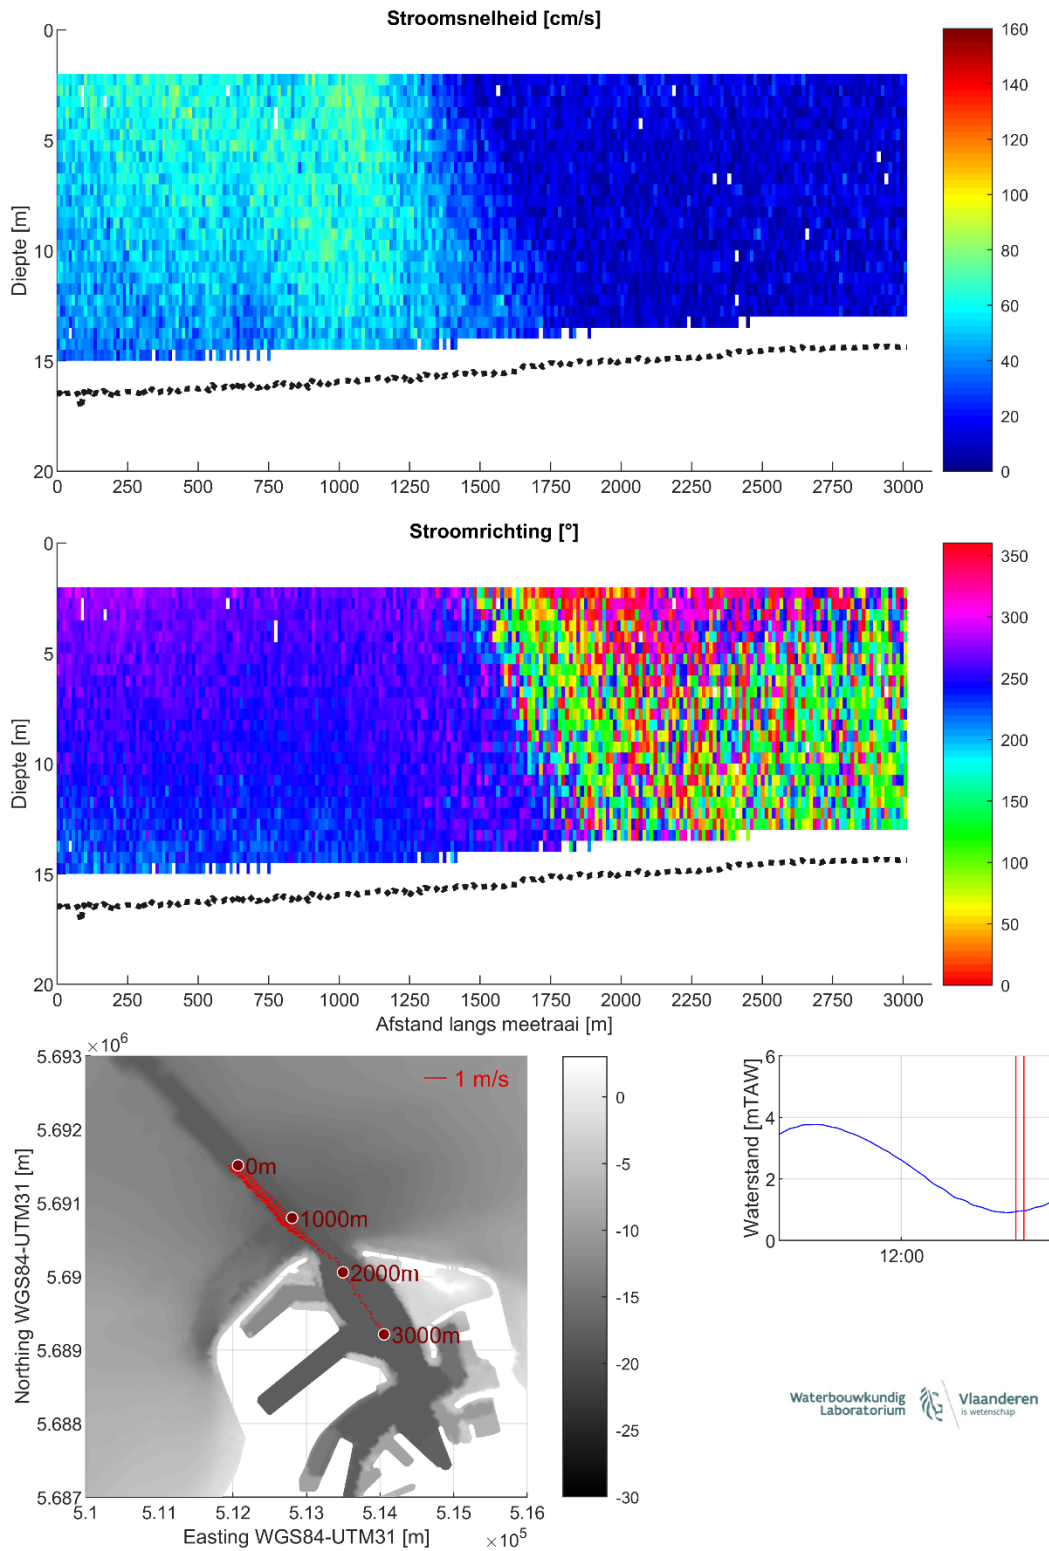 Stroomsnelheid [cm/s]
Diepte [m]
0
5
10
15
20
0 250 500 750 1000 1250 1500 1750 2000 2250 2500 2750 3000
160
140
120
100
80
60
40
20
0
Stroomrichting [°]
Diepte [m]
0
5
10
15
20
0 250 500 750 1000 1250 1500 1750 2000 2250 2500 2750 3000
Afstand langs meetraai [m]
350
300
250
200
150
100
50
0
×10⁶
Northing WGS84-UTM31 [m]
5.693
5.692
5.691
5.69
5.689
5.688
5.687
5.1 5.12 5.13 5.14 5.15 5.16
Easting WGS84-UTM31 [m]
×10⁵
1 m/s
0m
1000m
2000m
3000m
0
-5
-10
-15
-20
-25
-30
Waterstand [mTAW]
6
4
2
0
12:00
Waterbouwkundig
Laboratorium
Vlaanderen
is wetenschap